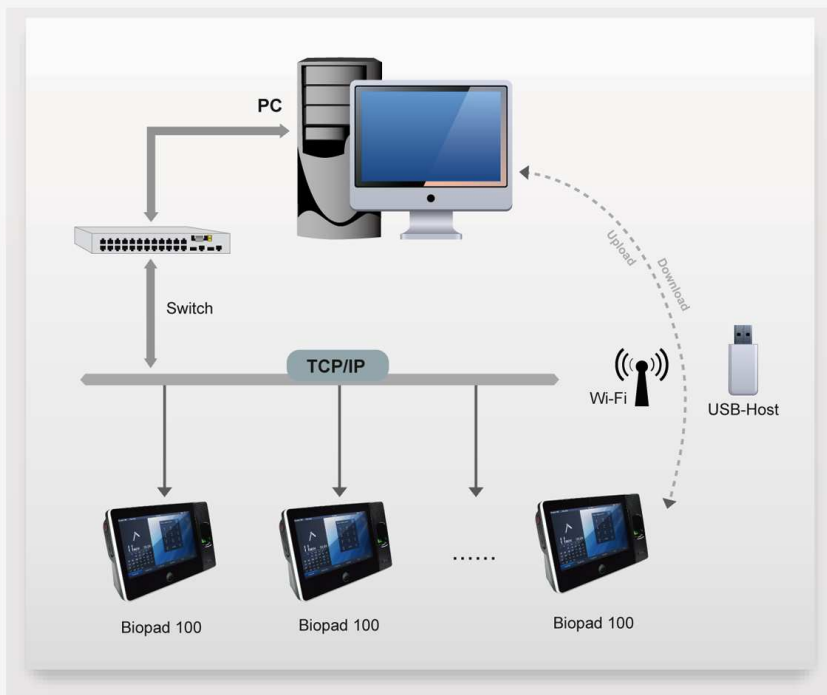 PC
Upload
Download
Switch
TCP/IP
Wi-Fi
USB-Host
......
Biopad 100
Biopad 100
Biopad 100